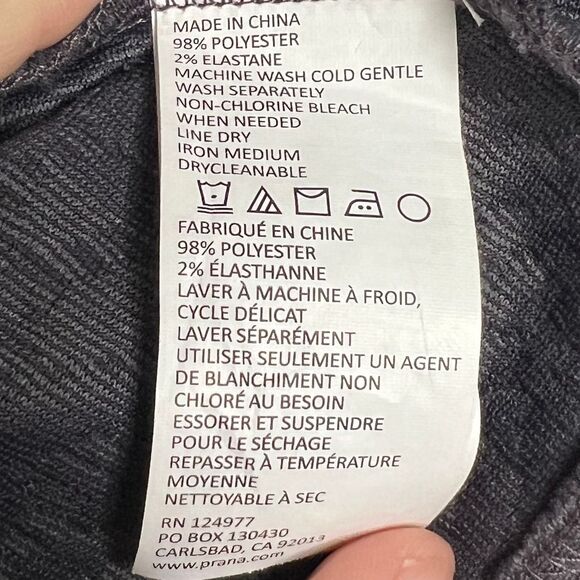 MADE IN CHINA
98% POLYESTER
2% ELASTANE
MACHINE WASH COLD GENTLE
WASH SEPARATELY
NON-CHLORINE BLEACH
WHEN NEEDED
LINE DRY
IRON MEDIUM
DRYCLEANABLE
FABRIQUÉ EN CHINE
98% POLYESTER
2% ÉLASTHANNE
LAVER À MACHINE À FROID,
CYCLE DÉLICAT
LAVER SÉPARÉMENT
UTILISER SEULEMENT UN AGENT
DE BLANCHIMENT NON
CHLORÉ AU BESOIN
ESSORER ET SUSPENDRE
POUR LE SÉCHAGE
REPASSER À TEMPÉRATURE
MOYENNE
NETTOYABLE À SEC
RN 124977
PO BOX 130430
CARLSBAD, CA 92013
www.prana.com